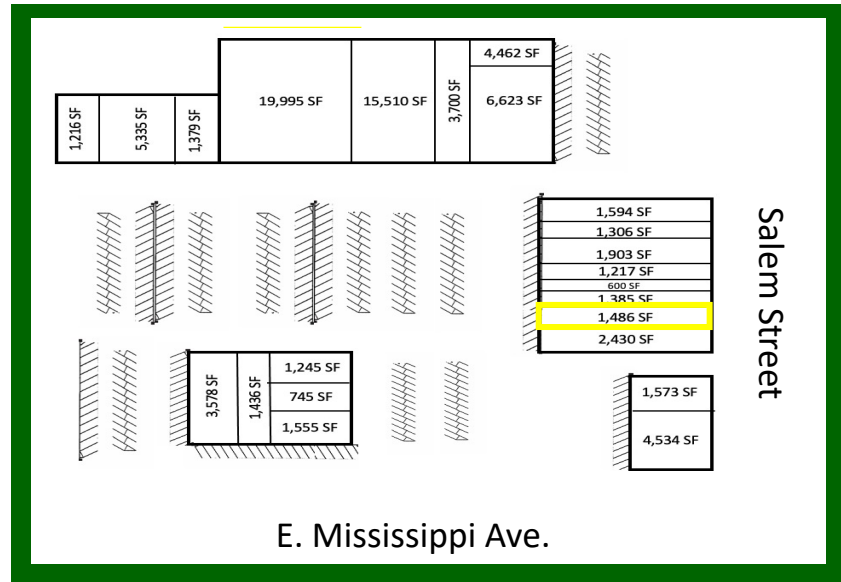 4,462 SF
19,995 SF
15,510 SF
3,700 SF
6,623 SF
1,216 SF
5,335 SF
1,379 SF
1,594 SF
1,306 SF
1,903 SF
1,217 SF
600 SF
1,385 SF
1,486 SF
2,430 SF
Salem Street
3,578 SF
1,436 SF
1,245 SF
745 SF
1,555 SF
1,573 SF
4,534 SF
E. Mississippi Ave.